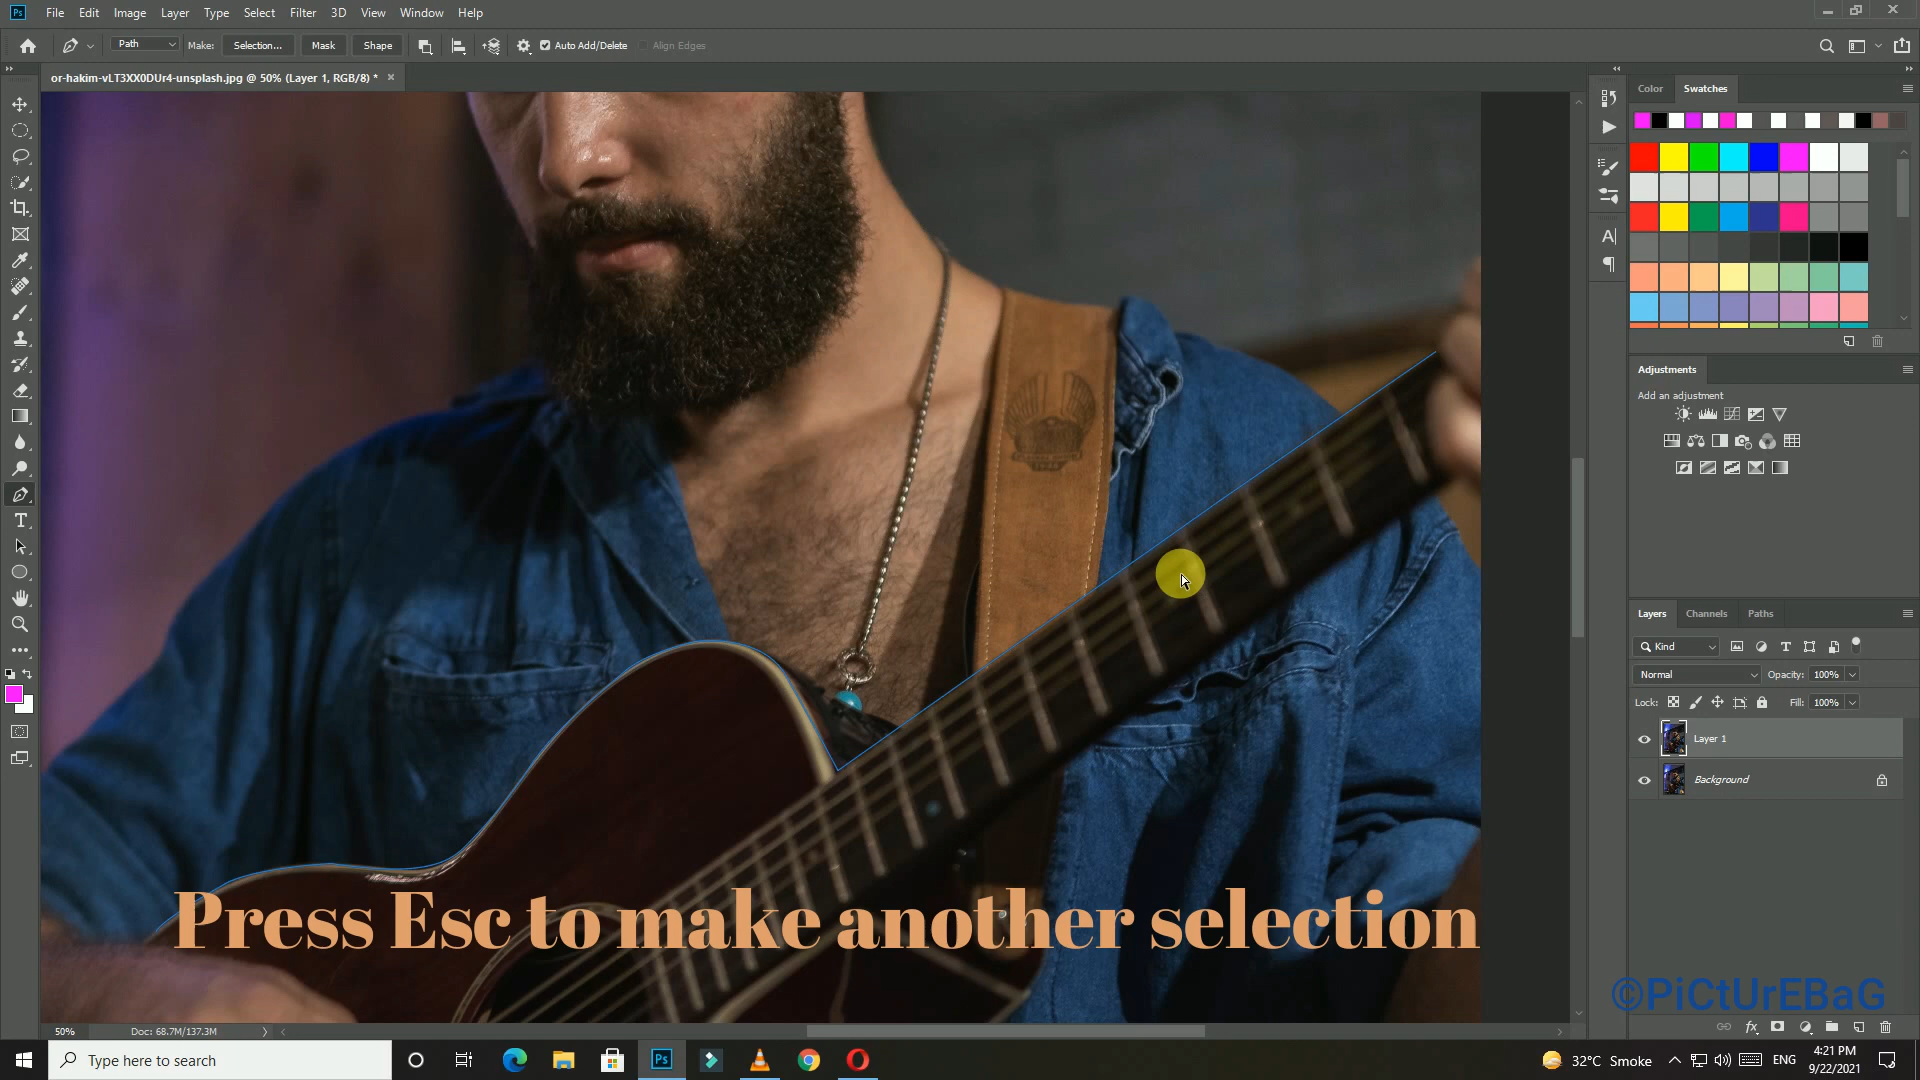 Ps File Edit Image Layer Type Select Filter 3D View Window Help
Path Make: Selection... Mask Shape Auto Add/Delete Align Edges
or-hakim-vLT3XX0DUr4-unsplash.jpg @ 50% (Layer 1, RGB/8) *
Color Swatches
Adjustments
Add an adjustment
Layers Channels Paths
Kind
Normal Opacity: 100%
Lock: Fill: 100%
Layer 1
Background
Press Esc to make another selection
©PiCtUrEBaG
50% Doc: 68.7M/137.3M
Type here to search
Ps
32°C Smoke
ENG
4:21 PM
9/22/2021